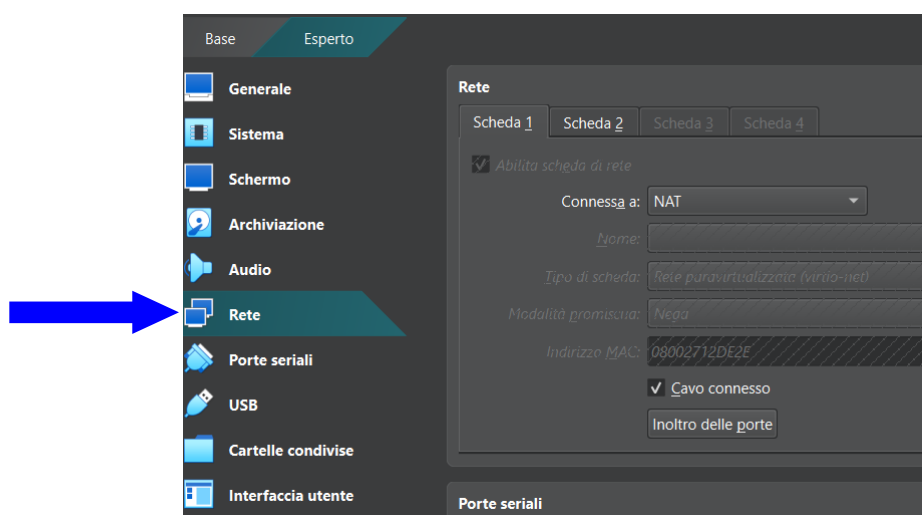 Base Esperto
Generale
Sistema
Schermo
Archiviazione
Audio
Rete
Porte seriali
USB
Cartelle condivise
Interfaccia utente
Rete
Scheda 1 Scheda 2 Scheda 3 Scheda 4
Abilita scheda di rete
Connessa a: NAT
Nome:
Tipo di scheda: Rete paravirtualizzata (virtio-net)
Modalità promiscua: Nega
Indirizzo MAC: 08002712DE2E
Cavo connesso
Inoltro delle porte
Porte seriali